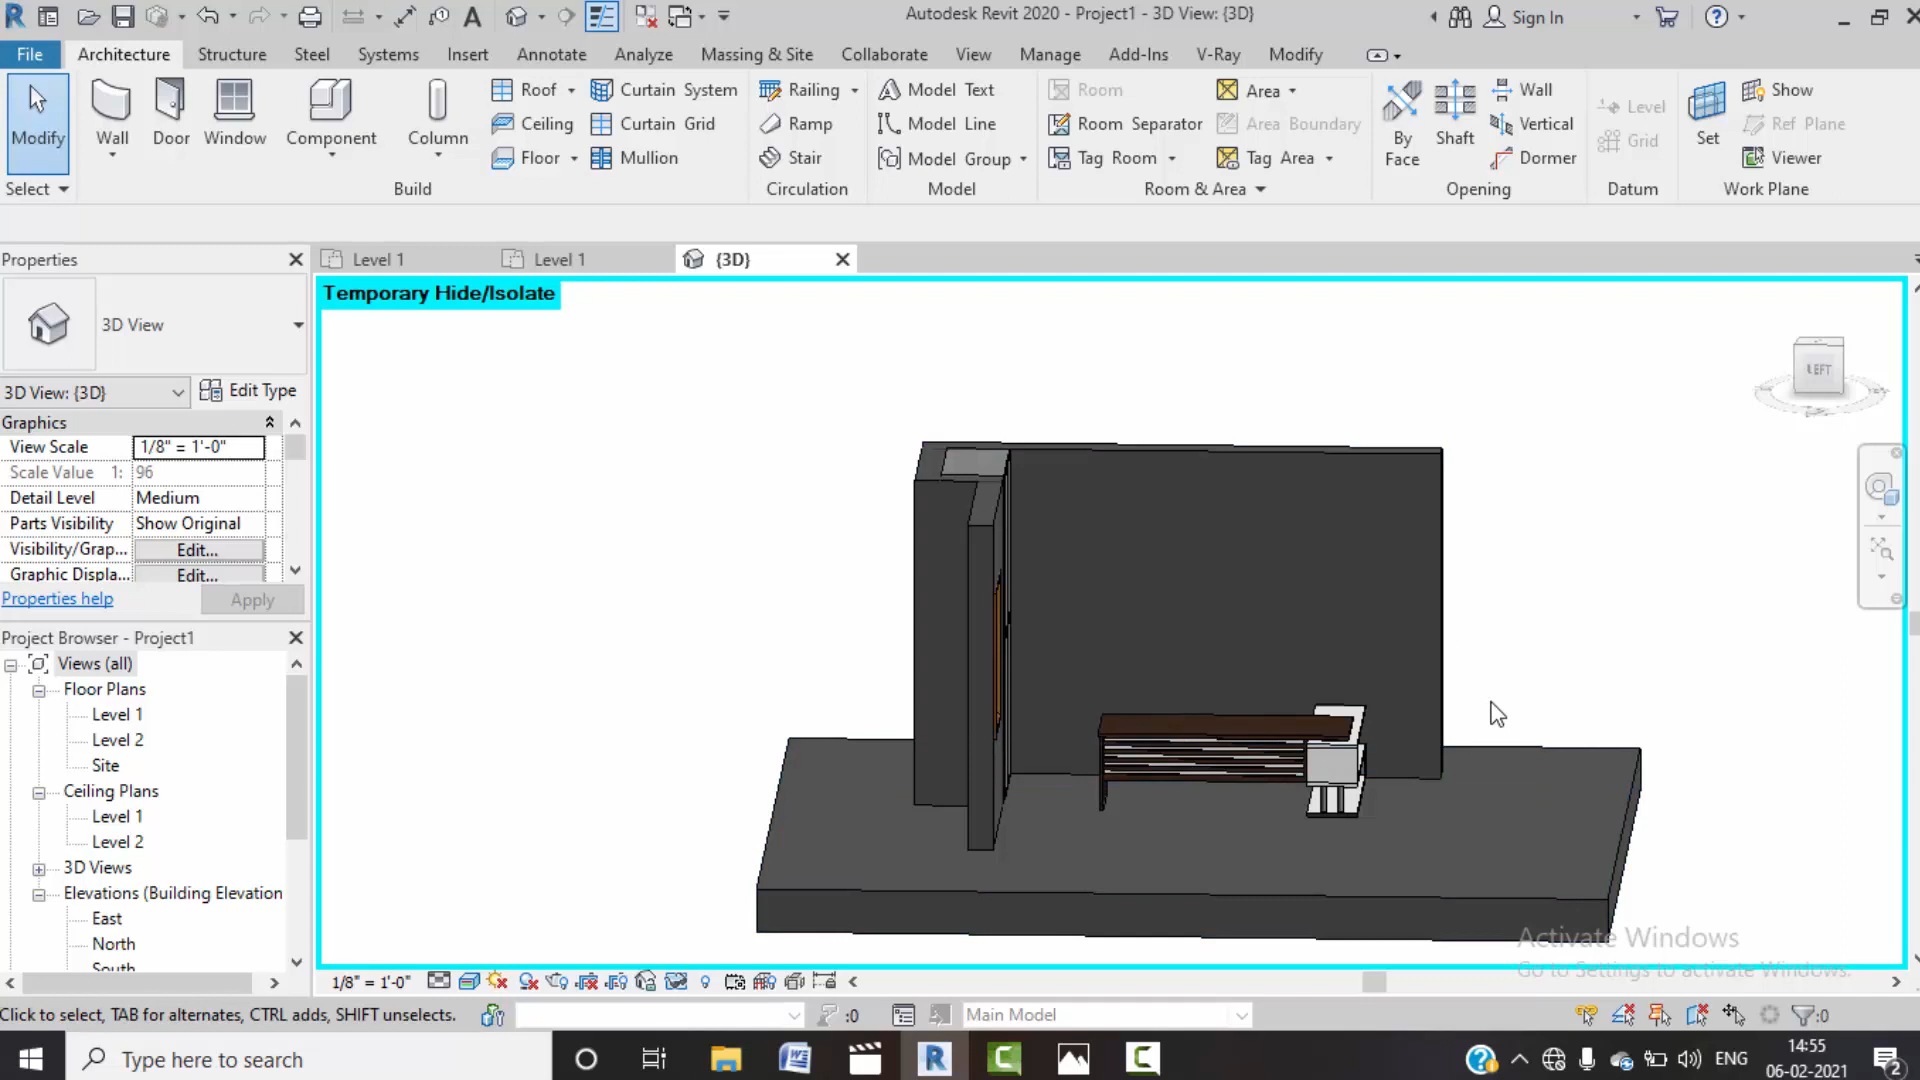 Autodesk Revit 2020 - Project1 - 3D View: {3D}
Sign In
File Architecture Structure Steel Systems Insert Annotate Analyze Massing & Site Collaborate View Manage Add-Ins V-Ray Modify
Modify Wall Door Window Component Column
Roof Curtain System Railing Model Text Room Area Wall Show
Ceiling Curtain Grid Ramp Model Line Room Separator Area Boundary Vertical Level Ref Plane
Floor Mullion Stair Model Group Tag Room Tag Area Dormer Grid Viewer
By Face Shaft Set
Select Build Circulation Model Room & Area Opening Datum Work Plane
Properties
Level 1
Level 1
{3D}
Temporary Hide/Isolate
3D View
3D View: {3D} Edit Type
Graphics
View Scale 1/8" = 1'-0"
Scale Value 1: 96
Detail Level Medium
Parts Visibility Show Original
Visibility/Grap... Edit...
Graphic Displa... Edit...
Properties help Apply
LEFT
Project Browser - Project1
Views (all)
Floor Plans
Level 1
Level 2
Site
Ceiling Plans
Level 1
Level 2
3D Views
Elevations (Building Elevation
East
North
South
Activate Windows
Go to Settings to activate Windows.
1/8" = 1'-0"
Click to select, TAB for alternates, CTRL adds, SHIFT unselects.
:0
Main Model
:0
Type here to search
ENG
14:55
06-02-2021
2